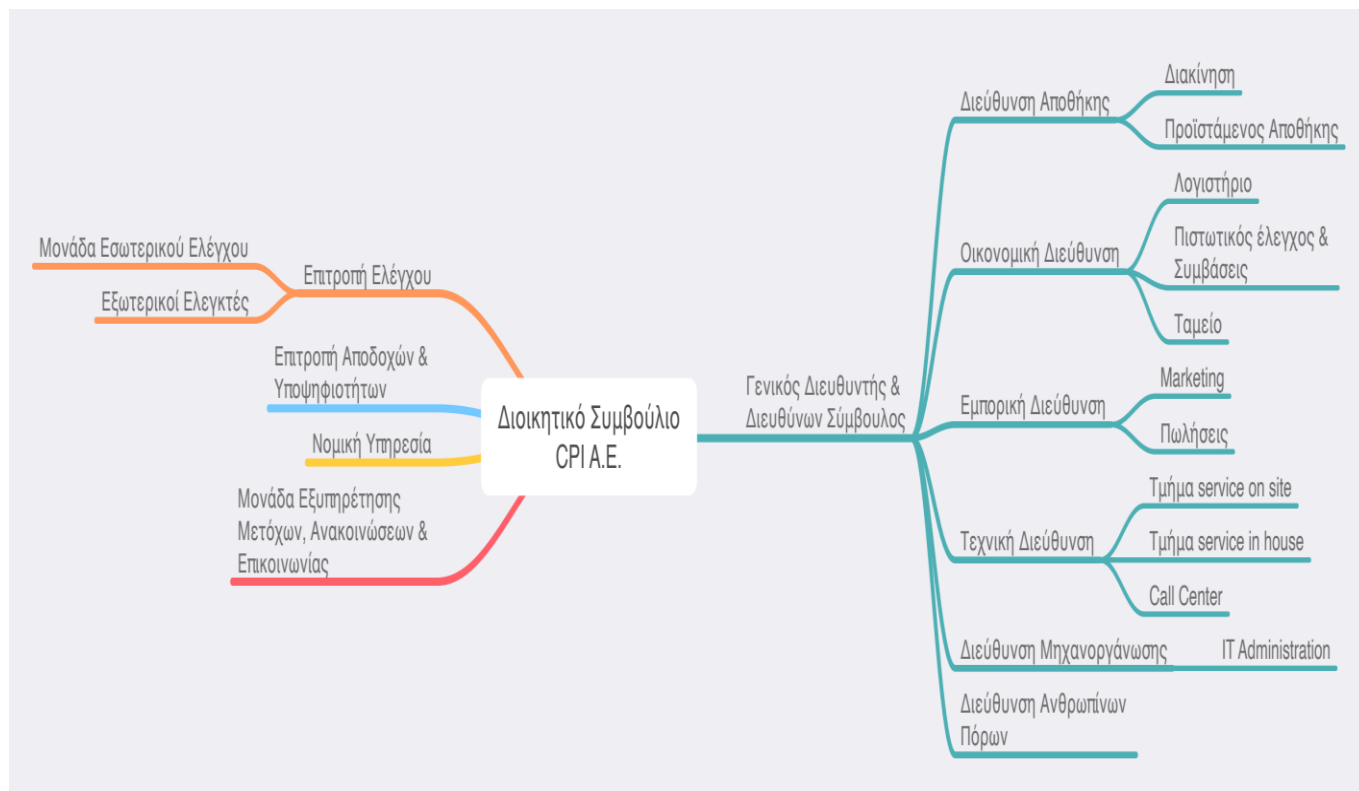 Μονάδα Εσωτερικού Ελέγχου
Εξωτερικοί Ελεγκτές
Επιτροπή Ελέγχου
Επιτροπή Αποδοχών &
Υποψηφιοτήτων
Νομική Υπηρεσία
Μονάδα Εξυπηρέτησης
Μετόχων, Ανακοινώσεων &
Επικοινωνίας
Διοικητικό Συμβούλιο
CPI A.E.
Γενικός Διευθυντής &
Διευθύνων Σύμβουλος
Διεύθυνση Αποθήκης
Διακίνηση
Προϊστάμενος Αποθήκης
Οικονομική Διεύθυνση
Λογιστήριο
Πιστωτικός έλεγχος &
Συμβάσεις
Ταμείο
Εμπορική Διεύθυνση
Marketing
Πωλήσεις
Τεχνική Διεύθυνση
Τμήμα service on site
Τμήμα service in house
Call Center
Διεύθυνση Μηχανοργάνωσης
IT Administration
Διεύθυνση Ανθρωπίνων
Πόρων